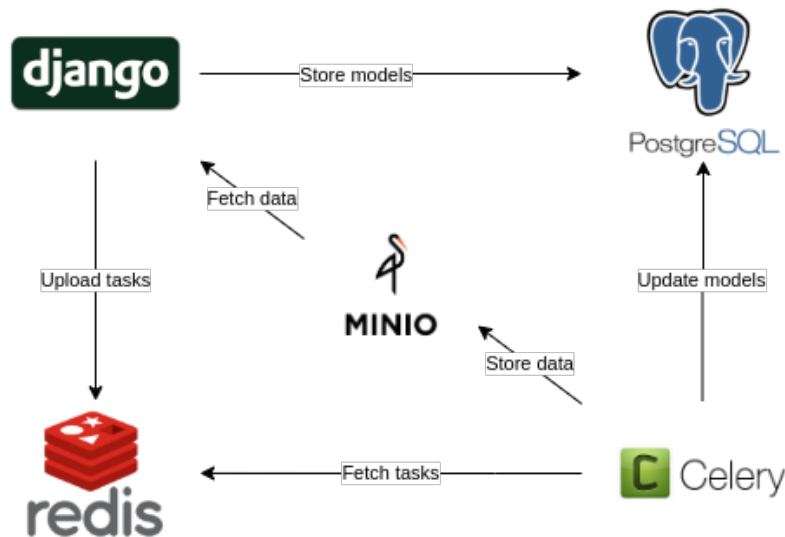 django
Store models
PostgreSQL
Fetch data
Upload tasks
MINIO
Update models
Store data
redis
Fetch tasks
C Celery